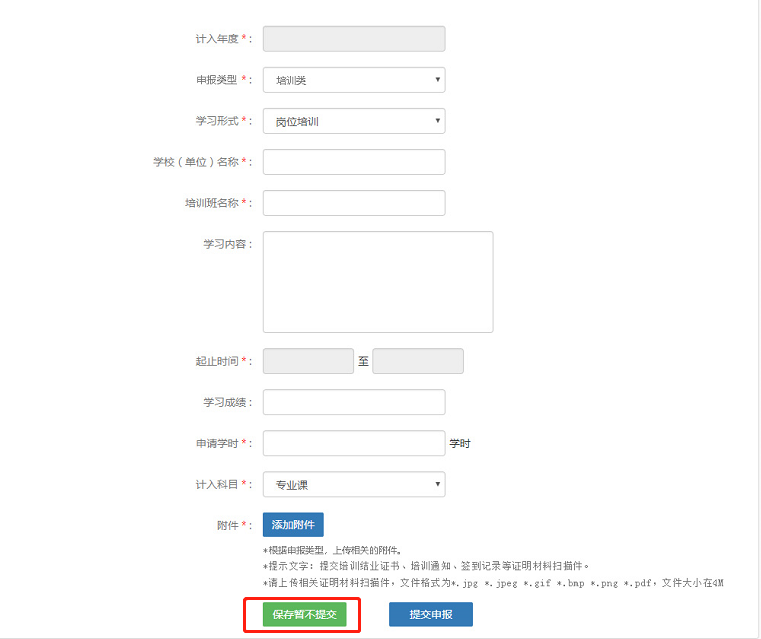 计入年度*：
申报类型*： 培训类
学习形式*： 岗位培训
学校（单位）名称*：
培训班名称*：
学习内容：
起止时间*： 至
学习成绩：
申请学时*： 学时
计入科目*： 专业课
附件*： 添加附件
*根据申报类型，上传相关的附件。
*提示文字：提交培训结业证书、培训通知、签到记录等证明材料扫描件。
*请上传相关证明材料扫描件，文件格式为*.jpg *.jpeg *.gif *.bmp *.png *.pdf，文件大小在4M
保存暂不提交 提交申报